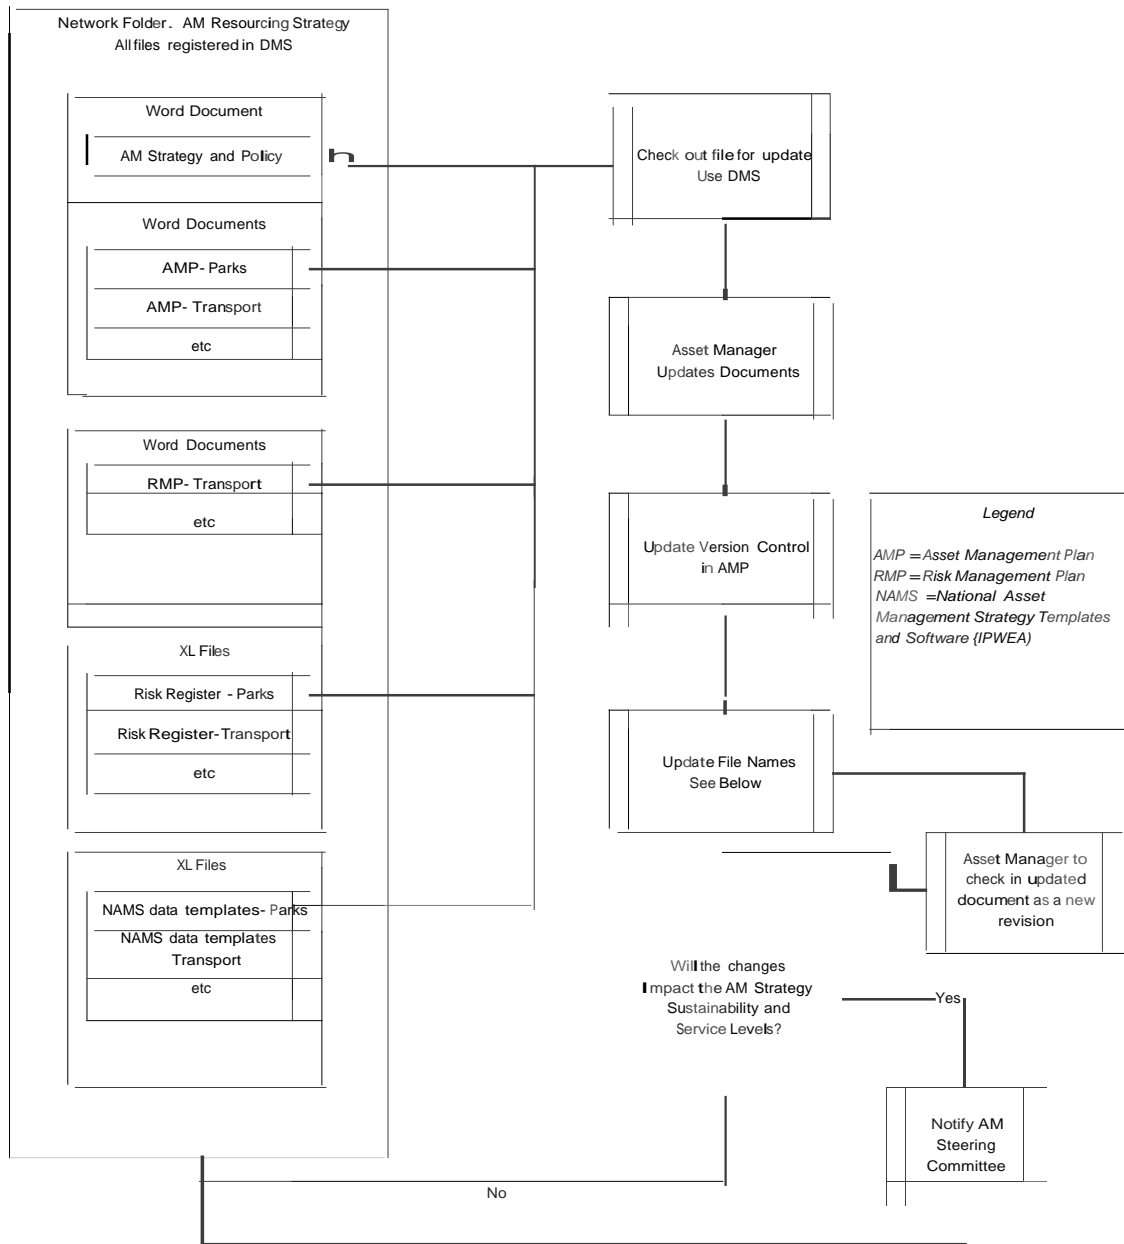 Network Folder. AM Resourcing Strategy
All files registered in DMS
Word Document
AM Strategy and Policy
Word Documents
AMP- Parks
AMP- Transport
etc
Word Documents
RMP- Transport
etc
XL Files
Risk Register - Parks
Risk Register-Transport
etc
XL Files
NAMS data templates- Parks
NAMS data templates
Transport
etc
Check out file for update
Use DMS
Asset Manager
Updates Documents
Update Version Control
in AMP
Update File Names
See Below
Legend
AMP = Asset Management Plan
RMP = Risk Management Plan
NAMS =National Asset
Management Strategy Templates
and Software {IPWEA)
Asset Manager to
check in updated
document as a new
revision
Will the changes
Impact the AM Strategy
Sustainability and
Service Levels?
Yes
Notify AM
Steering
Committee
No